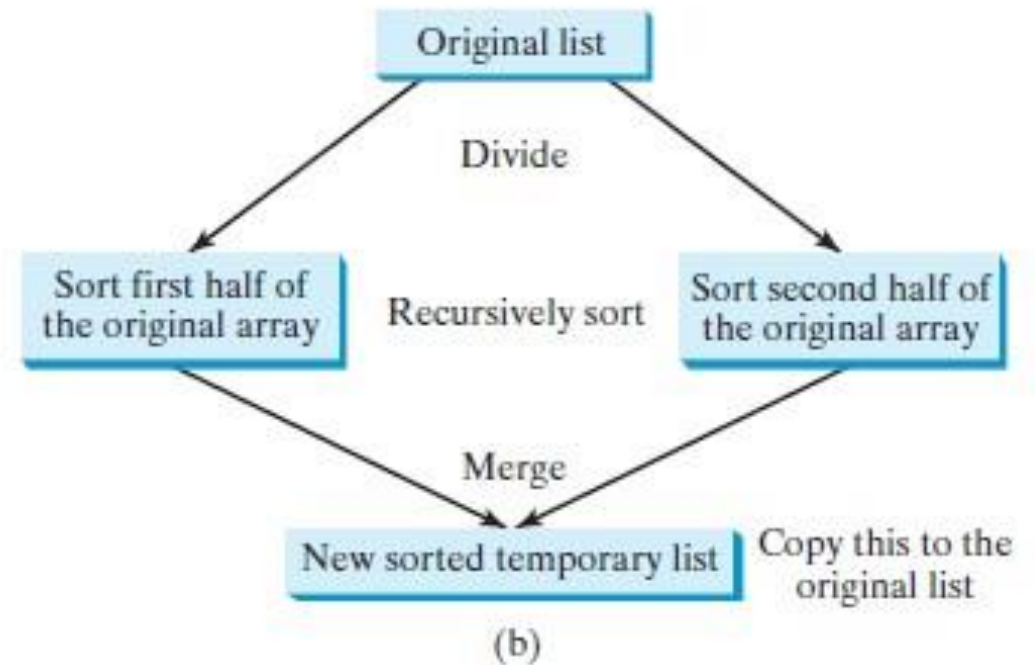 Original list
Divide
Sort first half of
the original array
Recursively sort
Sort second half of
the original array
Merge
New sorted temporary list
Copy this to the
original list
(b)